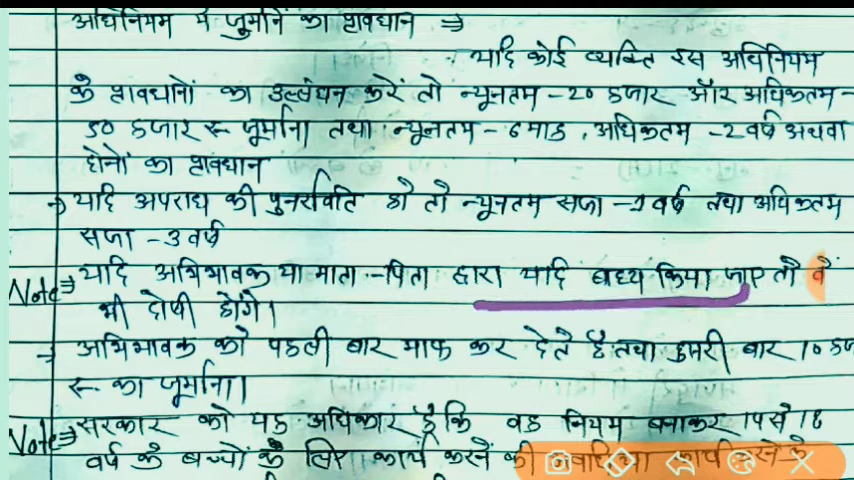 अधिनियम में जुर्माने का प्रावधान ⇒
यदि कोई व्यक्ति इस अधिनियम
के प्रावधानों का उल्लंघन करें तो न्यूनतम - 20 हजार और अधिकतम -
50 हजार रू जुर्माना तथा न्यूनतम - 6 माह , अधिकतम - 2 वर्ष अथवा
दोनों का प्रावधान
→ यदि अपराध की पुनरावृति हो तो न्यूनतम सजा - 1 वर्ष तथा अधिकतम
सजा - 3 वर्ष
Note ⇒ यदि अभिभावक या माता - पिता द्वारा यदि बाध्य किया जाए तो वे
भी दोषी होंगे।
→ अभिभावक को पहली बार माफ कर देते है तथा दूसरी बार 10 हजा
रू का जुर्माना।
Note ⇒ सरकार को यह अधिकार है कि वह नियम बनाकर 14 से 18
वर्ष के बच्चों के लिए कार्य करने की